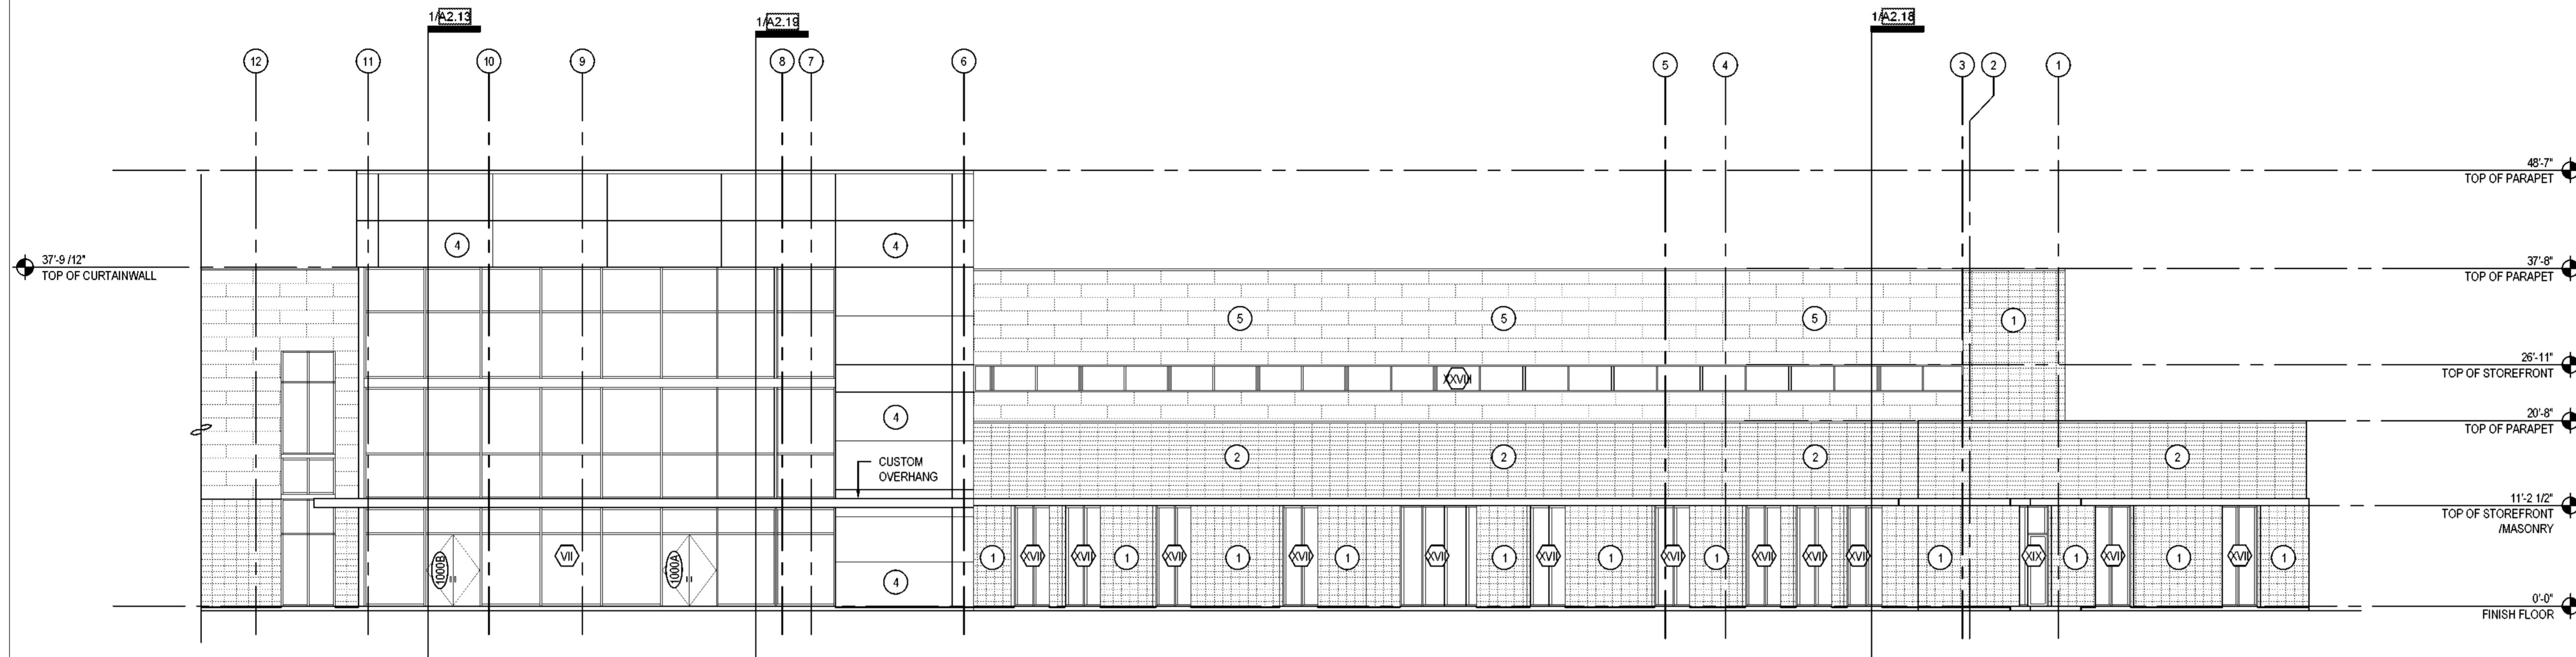 1/A2.13
1/A2.19
1/A2.18
12
11
10
9
8
7
6
5
4
3
2
1
48'-7"
TOP OF PARAPET
4
4
37'-9 /12"
TOP OF CURTAINWALL
37'-8"
TOP OF PARAPET
5
5
5
1
26'-11"
TOP OF STOREFRONT
XXVIII
4
20'-8"
TOP OF PARAPET
CUSTOM
OVERHANG
2
2
2
2
11'-2 1/2"
TOP OF STOREFRONT
/MASONRY
1000B
VII
1000A
4
1
XVII
XVII
1
XVII
1
XVII
1
XVII
1
XVII
1
XVII
1
XVII
XVII
XVII
1
XIX
1
XVII
1
XVII
1
0'-0"
FINISH FLOOR